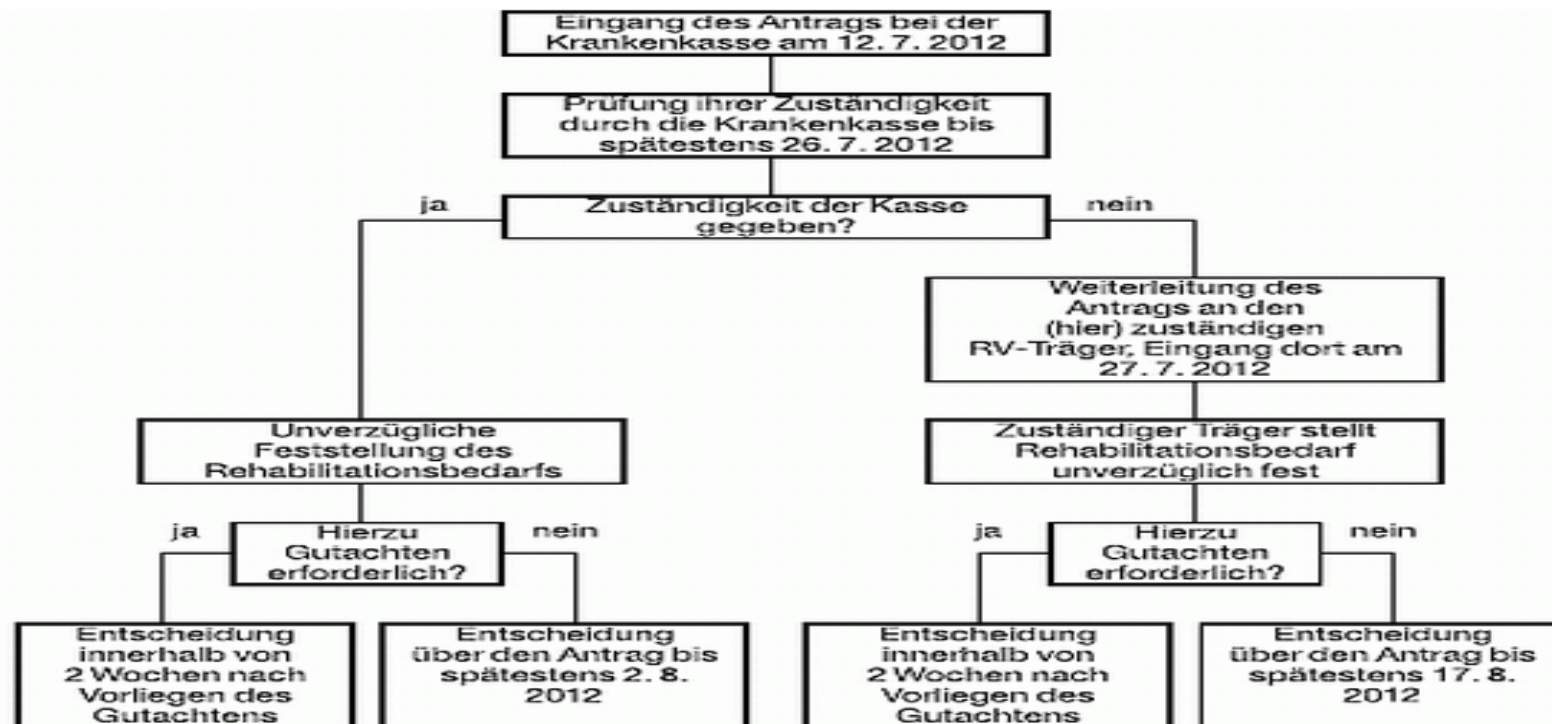 Eingang des Antrags bei der
Krankenkasse am 12. 7. 2012
Prüfung ihrer Zuständigkeit
durch die Krankenkasse bis
spätestens 26. 7. 2012
ja
Zuständigkeit der Kasse
gegeben?
nein
Weiterleitung des
Antrags an den
(hier) zuständigen
RV-Träger, Eingang dort am
27. 7. 2012
Unverzügliche
Feststellung des
Rehabilitationsbedarfs
Zuständiger Träger stellt
Rehabilitationsbedarf
unverzüglich fest
ja
Hierzu
Gutachten
erforderlich?
nein
ja
Hierzu
Gutachten
erforderlich?
nein
Entscheidung
innerhalb von
2 Wochen nach
Vorliegen des
Gutachtens
Entscheidung
über den Antrag bis
spätestens 2. 8.
2012
Entscheidung
innerhalb von
2 Wochen nach
Vorliegen des
Gutachtens
Entscheidung
über den Antrag bis
spätestens 17. 8.
2012